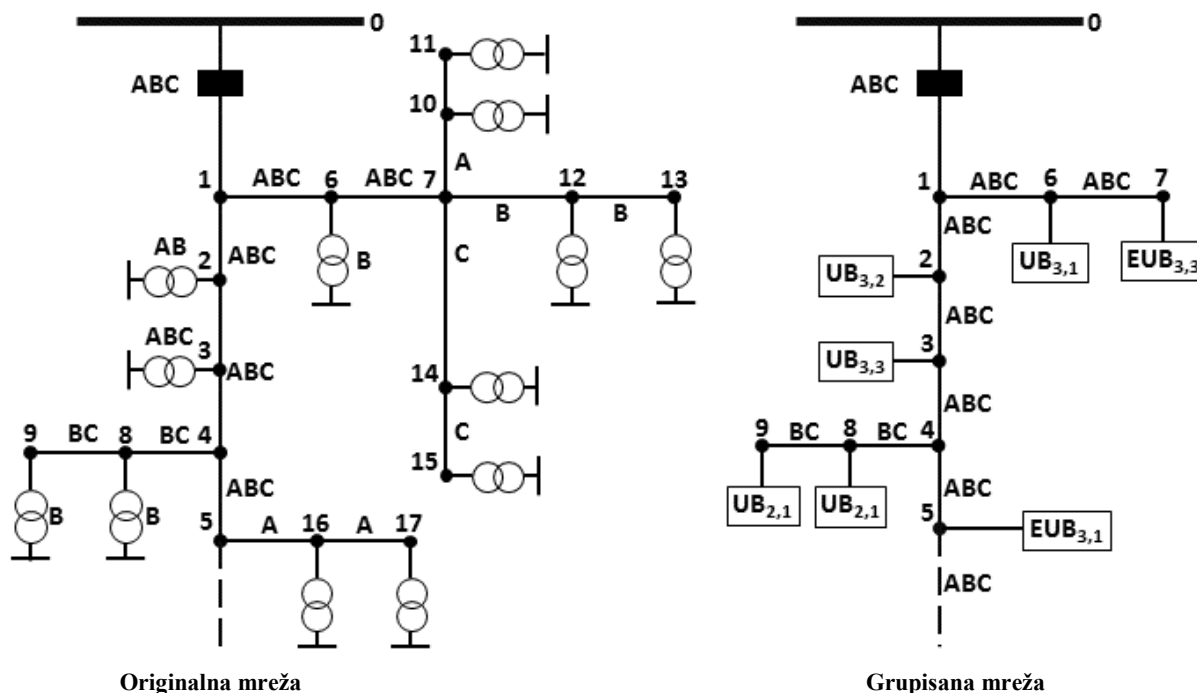 0
ABC
11
10
A
1
ABC
6
ABC
7
12
13
B
B
B
C
AB
2
ABC
ABC
3
ABC
14
C
15
9
BC
8
BC
4
B
B
ABC
5
A
16
A
17
Originalna mreža
0
ABC
1
ABC
6
ABC
7
ABC
UB3,1
EUB3,3
2
UB3,2
ABC
3
UB3,3
ABC
9
BC
8
BC
4
UB2,1
UB2,1
ABC
5
EUB3,1
ABC
Grupisana mreža